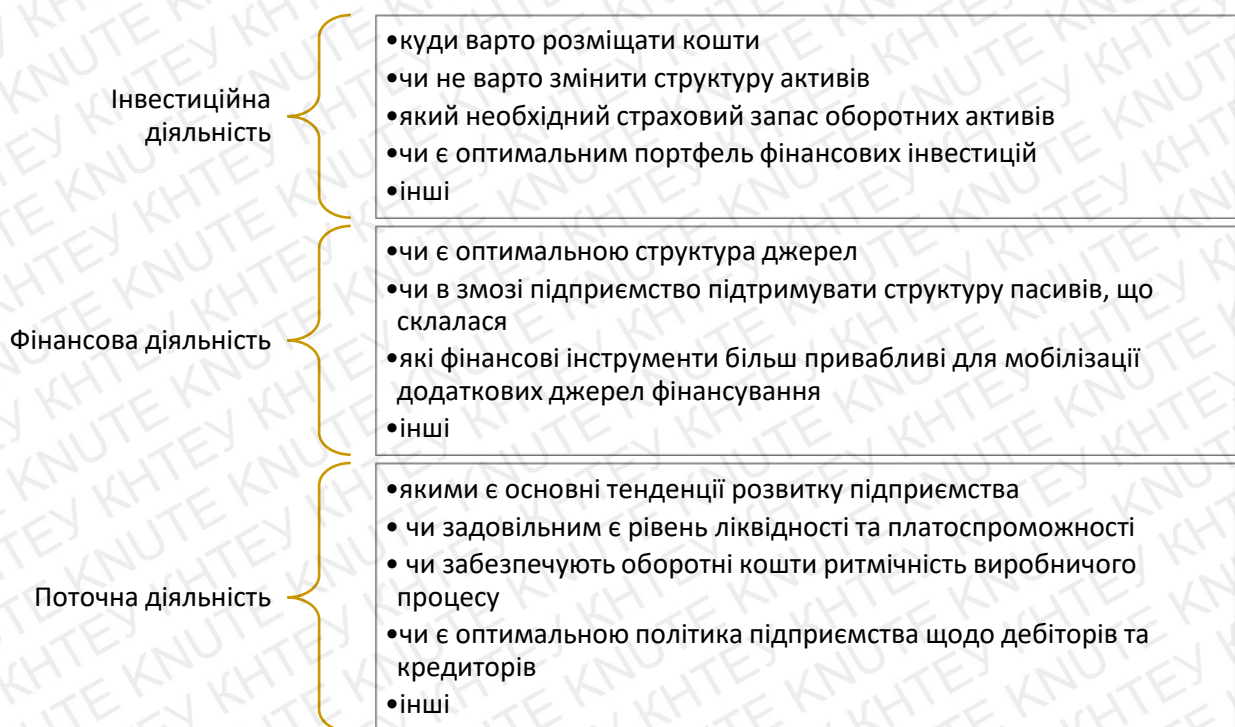 Інвестиційна
діяльність
•куди варто розміщати кошти
•чи не варто змінити структуру активів
•який необхідний страховий запас оборотних активів
•чи є оптимальним портфель фінансових інвестицій
•інші
Фінансова діяльність
•чи є оптимальною структура джерел
•чи в змозі підприємство підтримувати структуру пасивів, що
склалася
•які фінансові інструменти більш привабливі для мобілізації
додаткових джерел фінансування
•інші
Поточна діяльність
•якими є основні тенденції розвитку підприємства
• чи задовільним є рівень ліквідності та платоспроможності
• чи забезпечують оборотні кошти ритмічність виробничого
процесу
•чи є оптимальною політика підприємства щодо дебіторів та
кредиторів
•інші